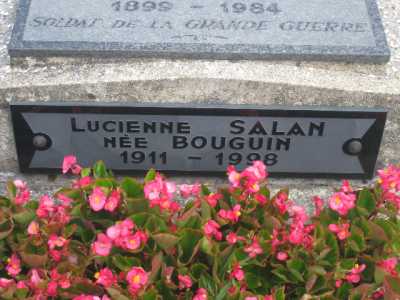 1899 - 1984
SOLDAT DE LA GRANDE GUERRE
LUCIENNE SALAN
NÉE BOUGUIN
1911 - 1998